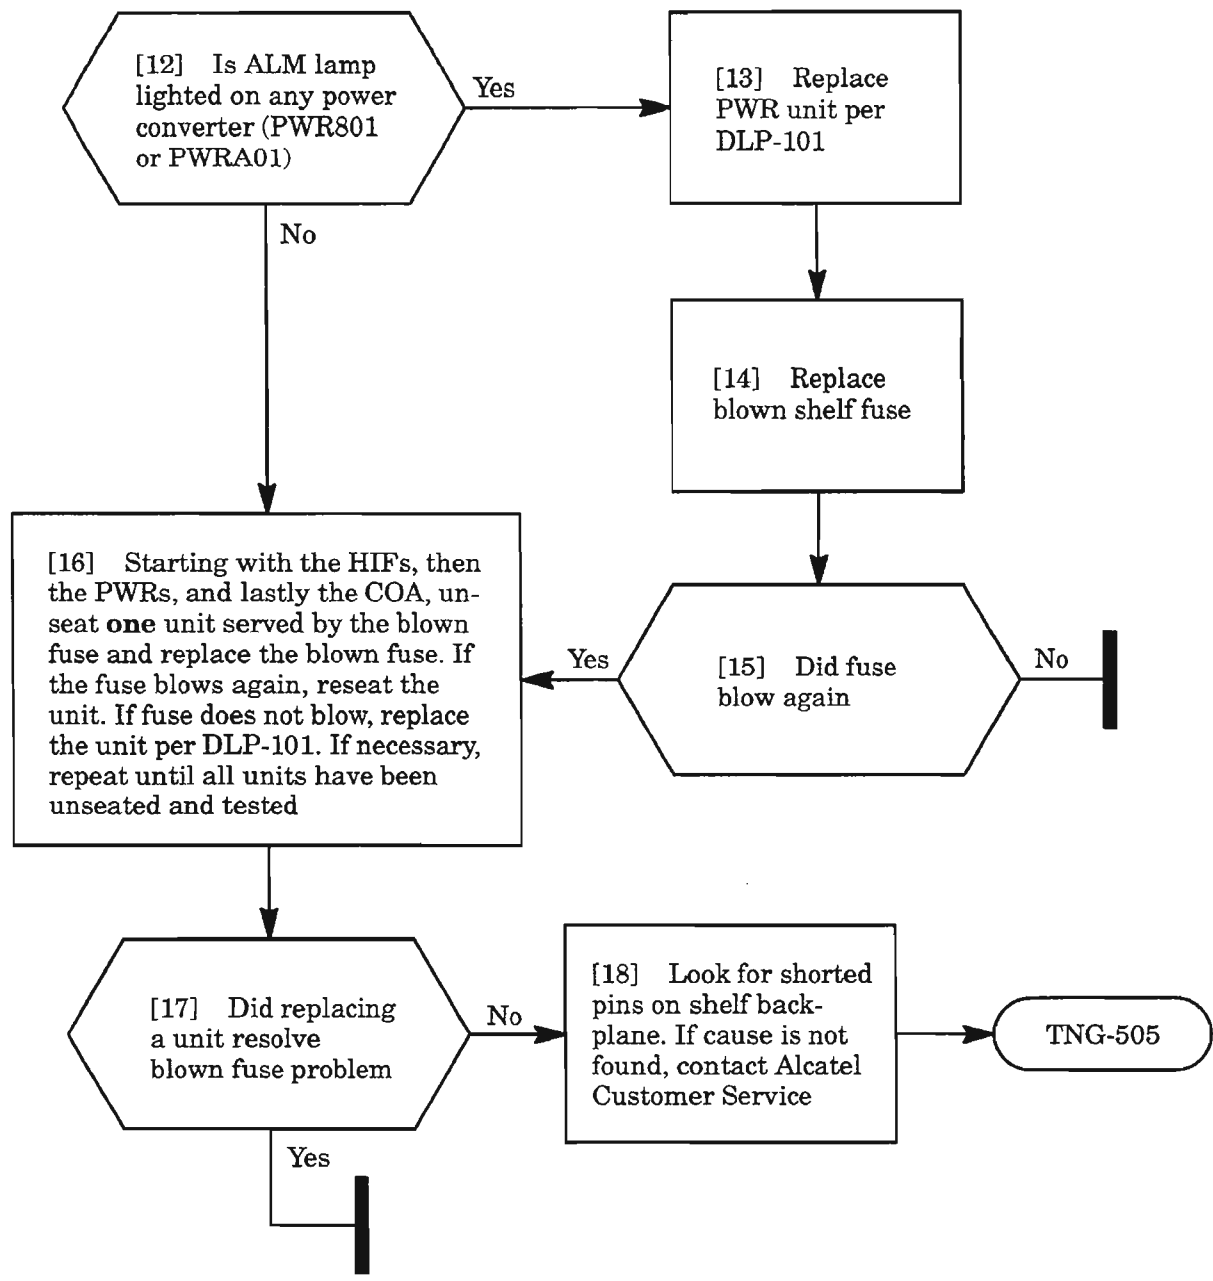 [12] Is ALM lamp
lighted on any power
converter (PWR801
or PWRA01)
Yes
[13] Replace
PWR unit per
DLP-101
No
[14] Replace
blown shelf fuse
[16] Starting with the HIFs, then
the PWRs, and lastly the COA, un-
seat one unit served by the blown
fuse and replace the blown fuse. If
the fuse blows again, reseat the
unit. If fuse does not blow, replace
the unit per DLP-101. If necessary,
repeat until all units have been
unseated and tested
Yes
[15] Did fuse
blow again
No
[17] Did replacing
a unit resolve
blown fuse problem
No
[18] Look for shorted
pins on shelf back-
plane. If cause is not
found, contact Alcatel
Customer Service
TNG-505
Yes